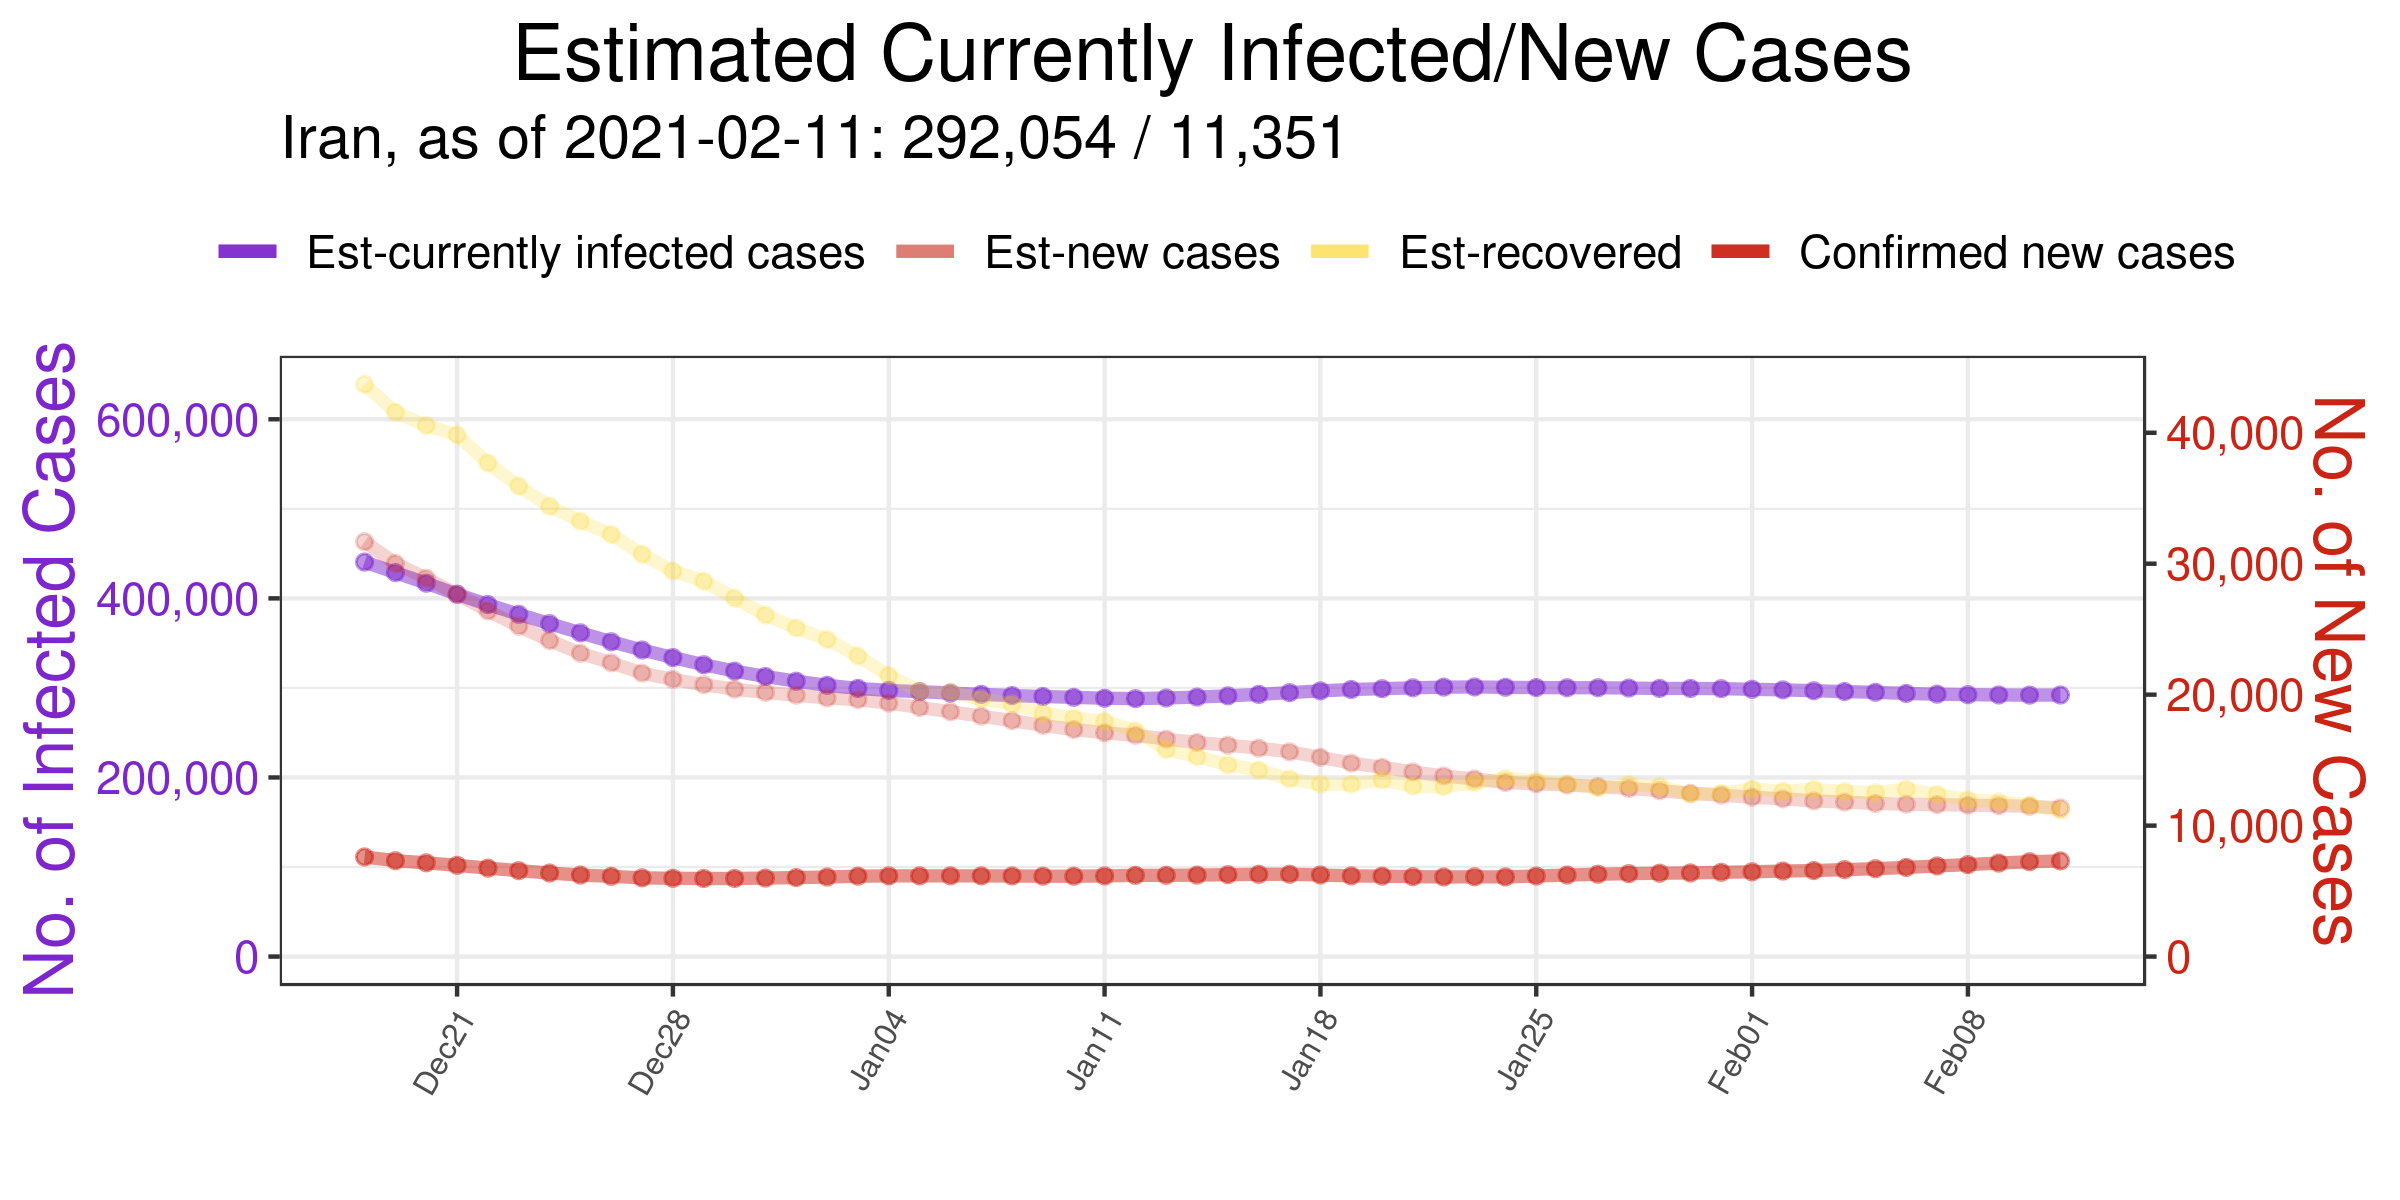 Estimated Currently Infected/New Cases
Iran, as of 2021-02-11: 292,054 / 11,351
Est-currently infected cases
Est-new cases
Est-recovered
Confirmed new cases
No. of Infected Cases
600,000
400,000
200,000
0
40,000
30,000
20,000
10,000
0
No. of New Cases
Dec21
Dec28
Jan04
Jan11
Jan18
Jan25
Feb01
Feb08